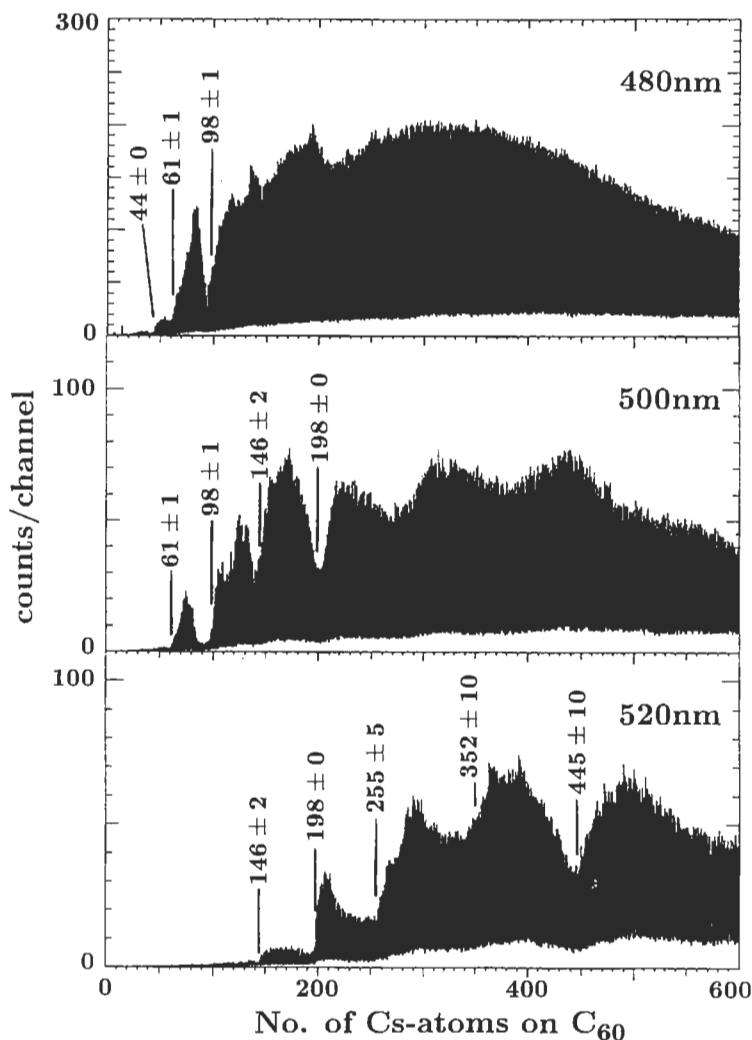 300
480nm
44 ± 0
61 ± 1
98 ± 1
0
100
500nm
61 ± 1
98 ± 1
146 ± 2
198 ± 0
0
counts/channel
100
520nm
146 ± 2
198 ± 0
255 ± 5
352 ± 10
445 ± 10
0
0 200 400 600
No. of Cs-atoms on C₆₀